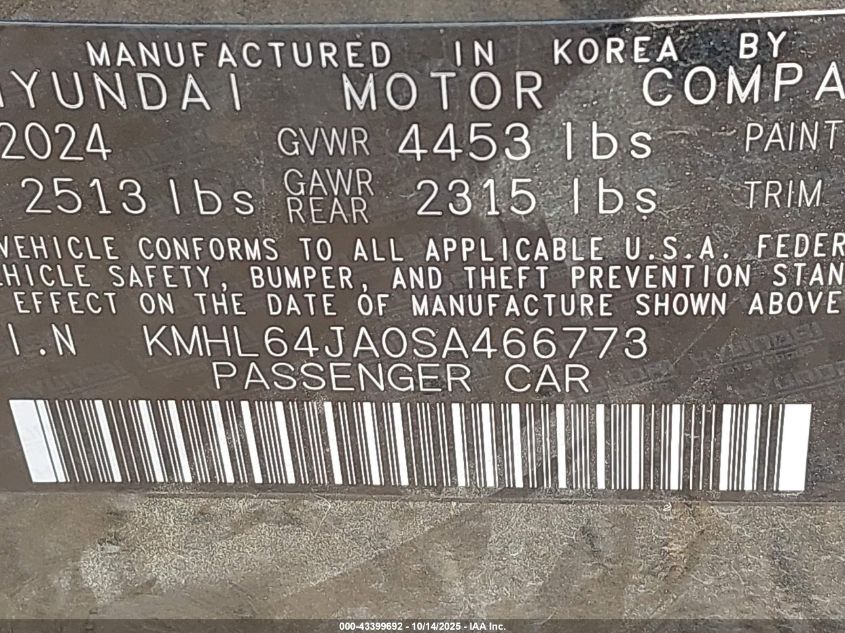 MANUFACTURED IN KOREA BY
HYUNDAI MOTOR COMPA
2024 GVWR 4453 lbs PAINT
2513 lbs GAWR REAR 2315 lbs TRIM
VEHICLE CONFORMS TO ALL APPLICABLE U.S.A. FEDER
EHICLE SAFETY, BUMPER, AND THEFT PREVENTION STAN
EFFECT ON THE DATE OF MANUFACTURE SHOWN ABOVE
I.N KMHL64JA0SA466773
PASSENGER CAR
000-43399692 - 10/14/2025 - IAA Inc.